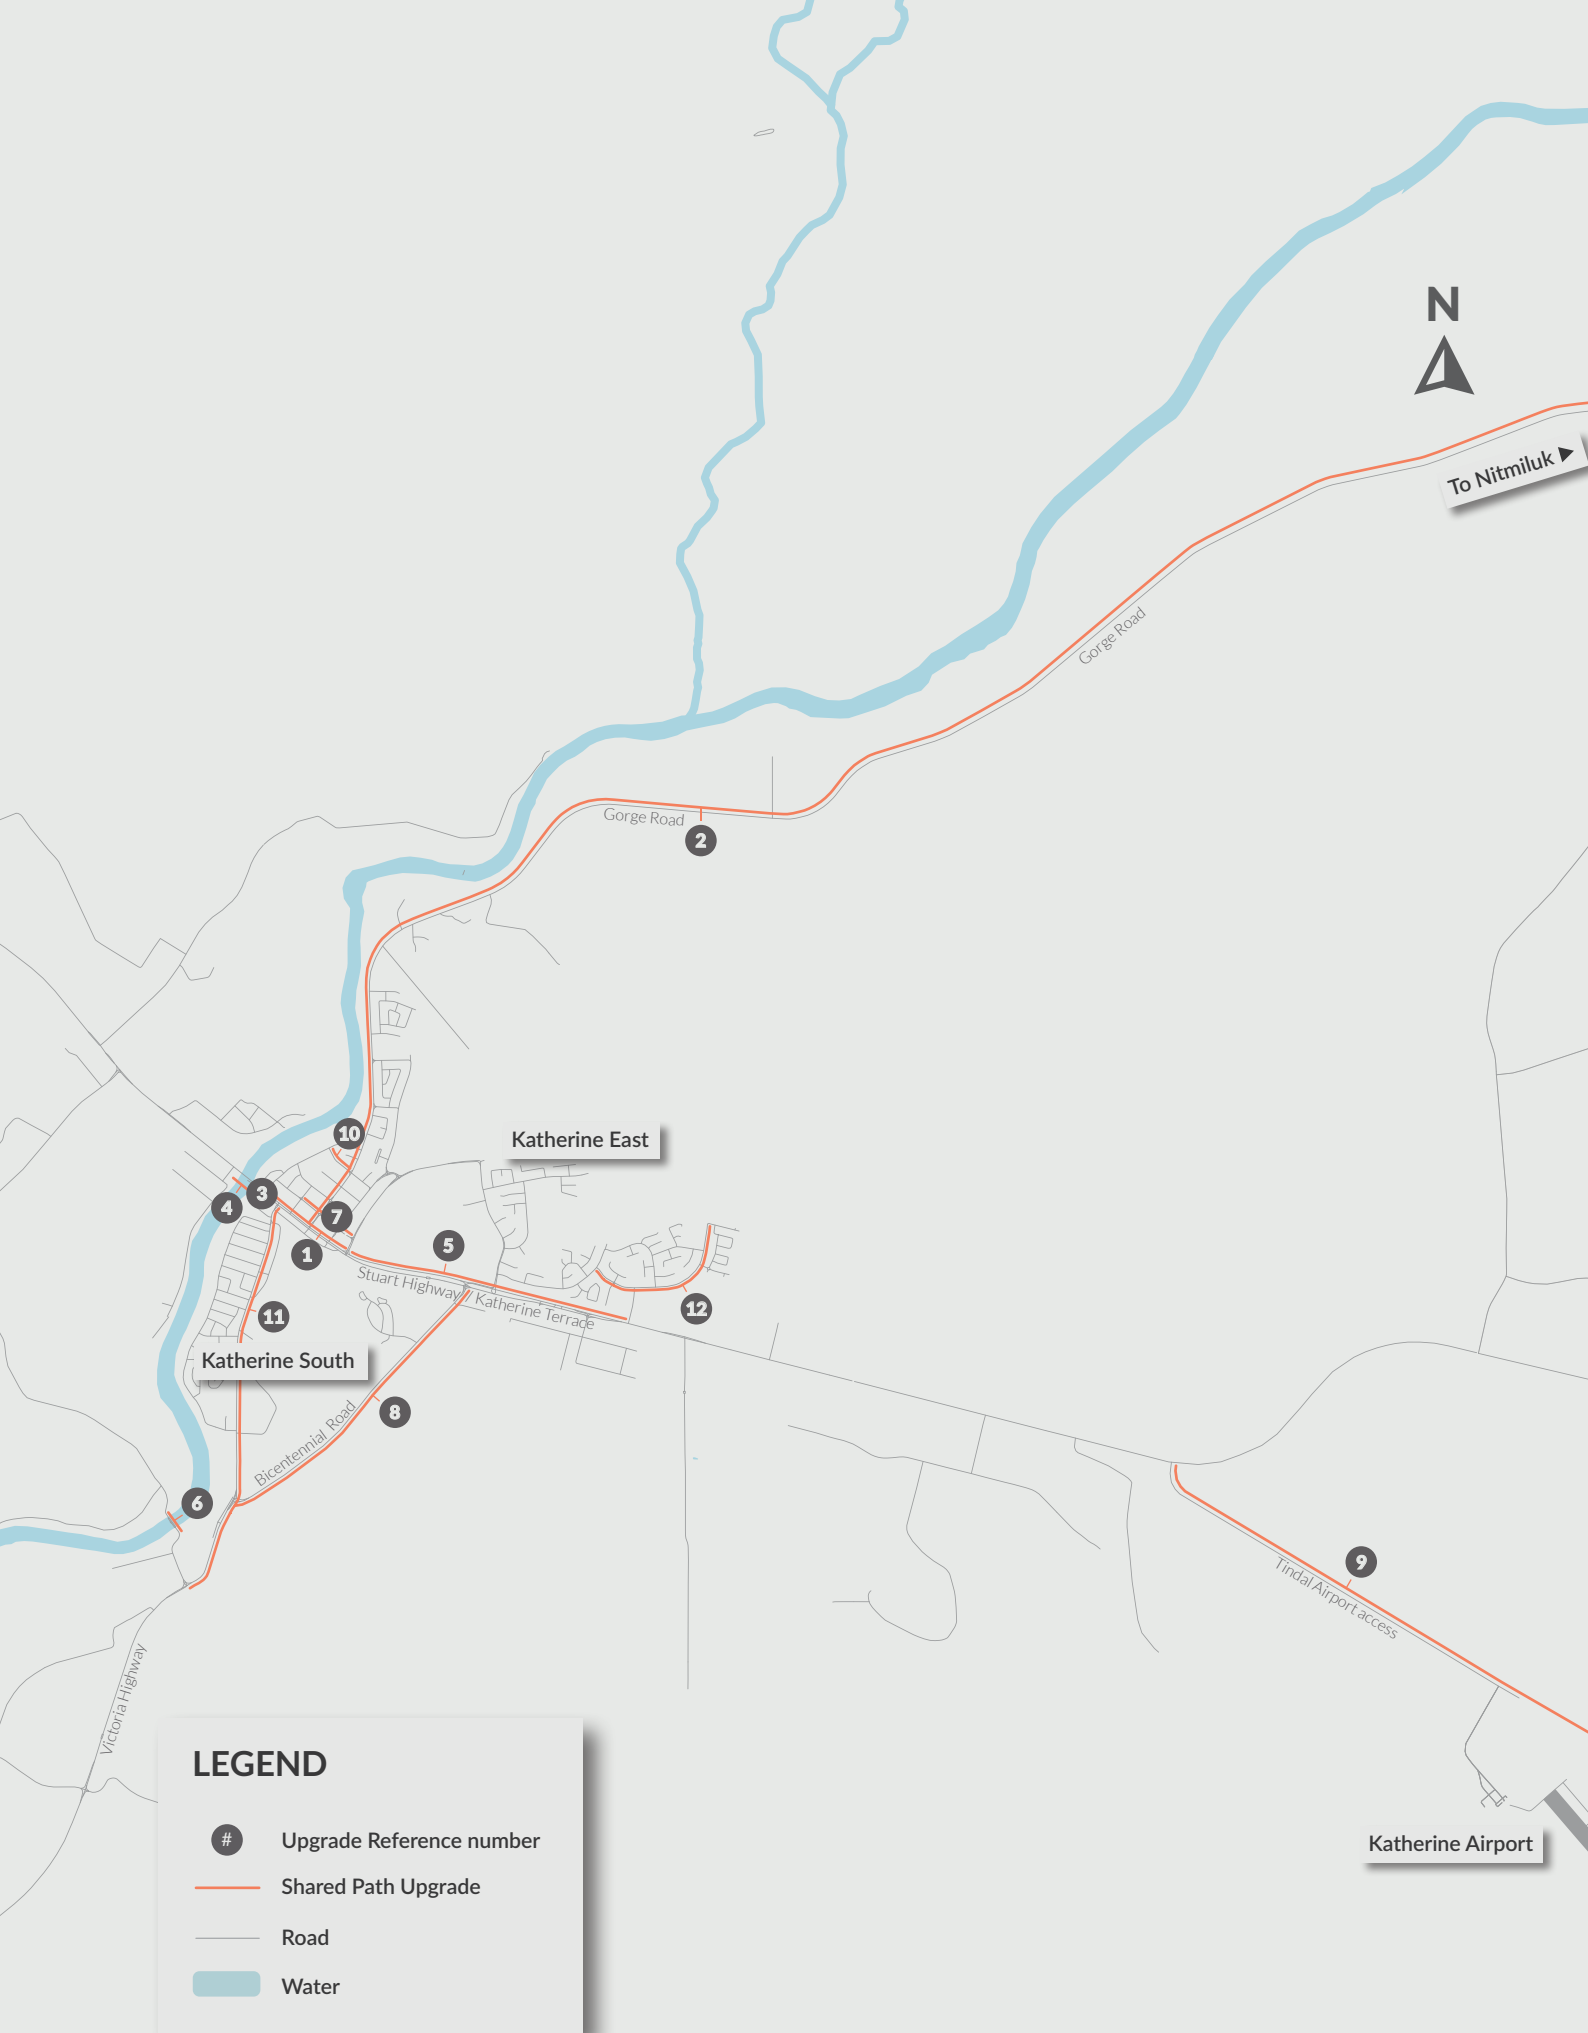 N
To Nitmiluk ►
Gorge Road
Gorge Road
2
10
Katherine East
3
4
7
1
5
Stuart Highway / Katherine Terrace
12
11
Katherine South
8
Bicentennial Road
6
9
Tindal Airport access
Victoria Highway
Katherine Airport
LEGEND
# Upgrade Reference number
Shared Path Upgrade
Road
Water